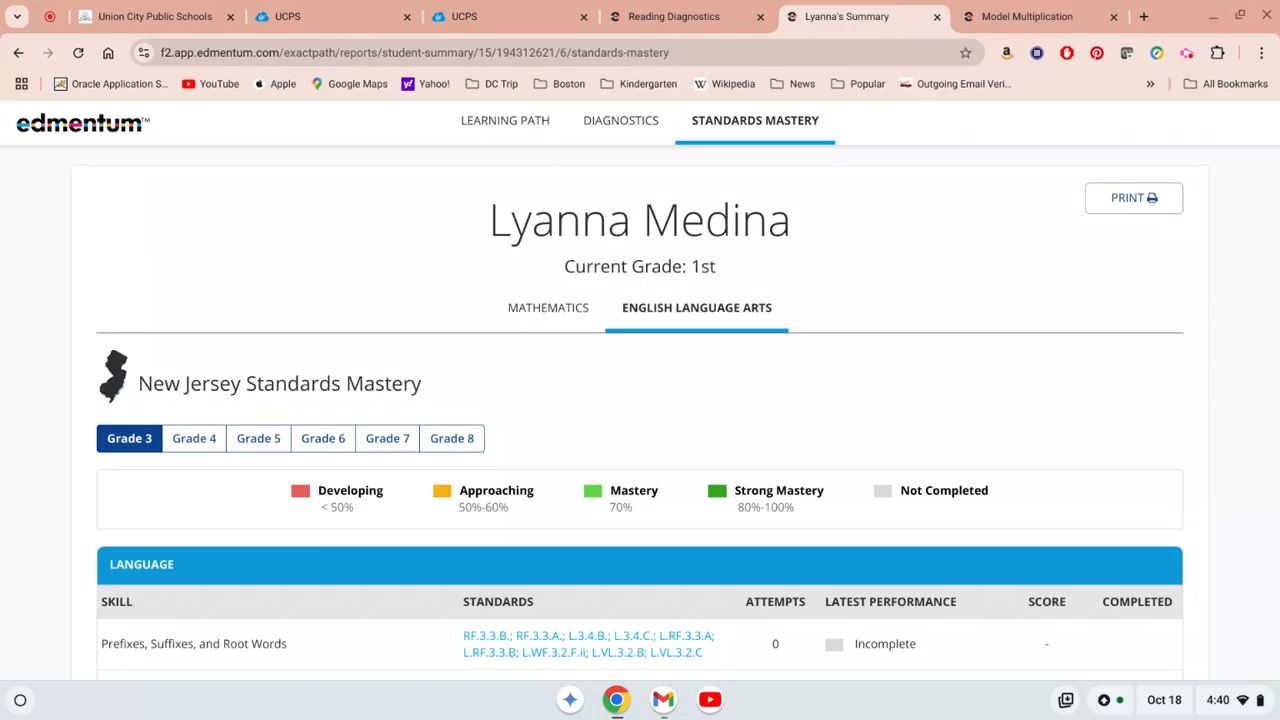 Union City Public Schools
UCPS
UCPS
Reading Diagnostics
Lyanna's Summary
Model Multiplication
f2.app.edmentum.com/exactpath/reports/student-summary/15/194312621/6/standards-mastery
Oracle Application S...
YouTube
Apple
Google Maps
Yahoo!
DC Trip
Boston
Kindergarten
Wikipedia
News
Popular
Outgoing Email Veri...
All Bookmarks
edmentum™
LEARNING PATH
DIAGNOSTICS
STANDARDS MASTERY
PRINT
Lyanna Medina
Current Grade: 1st
MATHEMATICS
ENGLISH LANGUAGE ARTS
New Jersey Standards Mastery
Grade 3
Grade 4
Grade 5
Grade 6
Grade 7
Grade 8
Developing
< 50%
Approaching
50%-60%
Mastery
70%
Strong Mastery
80%-100%
Not Completed
LANGUAGE
SKILL
STANDARDS
ATTEMPTS
LATEST PERFORMANCE
SCORE
COMPLETED
Prefixes, Suffixes, and Root Words
RF.3.3.B.; RF.3.3.A.; L.3.4.B.; L.3.4.C.; L.RF.3.3.A;
L.RF.3.3.B; L.WF.3.2.F.ii; L.VL.3.2.B; L.VL.3.2.C
0
Incomplete
-
Oct 18
4:40